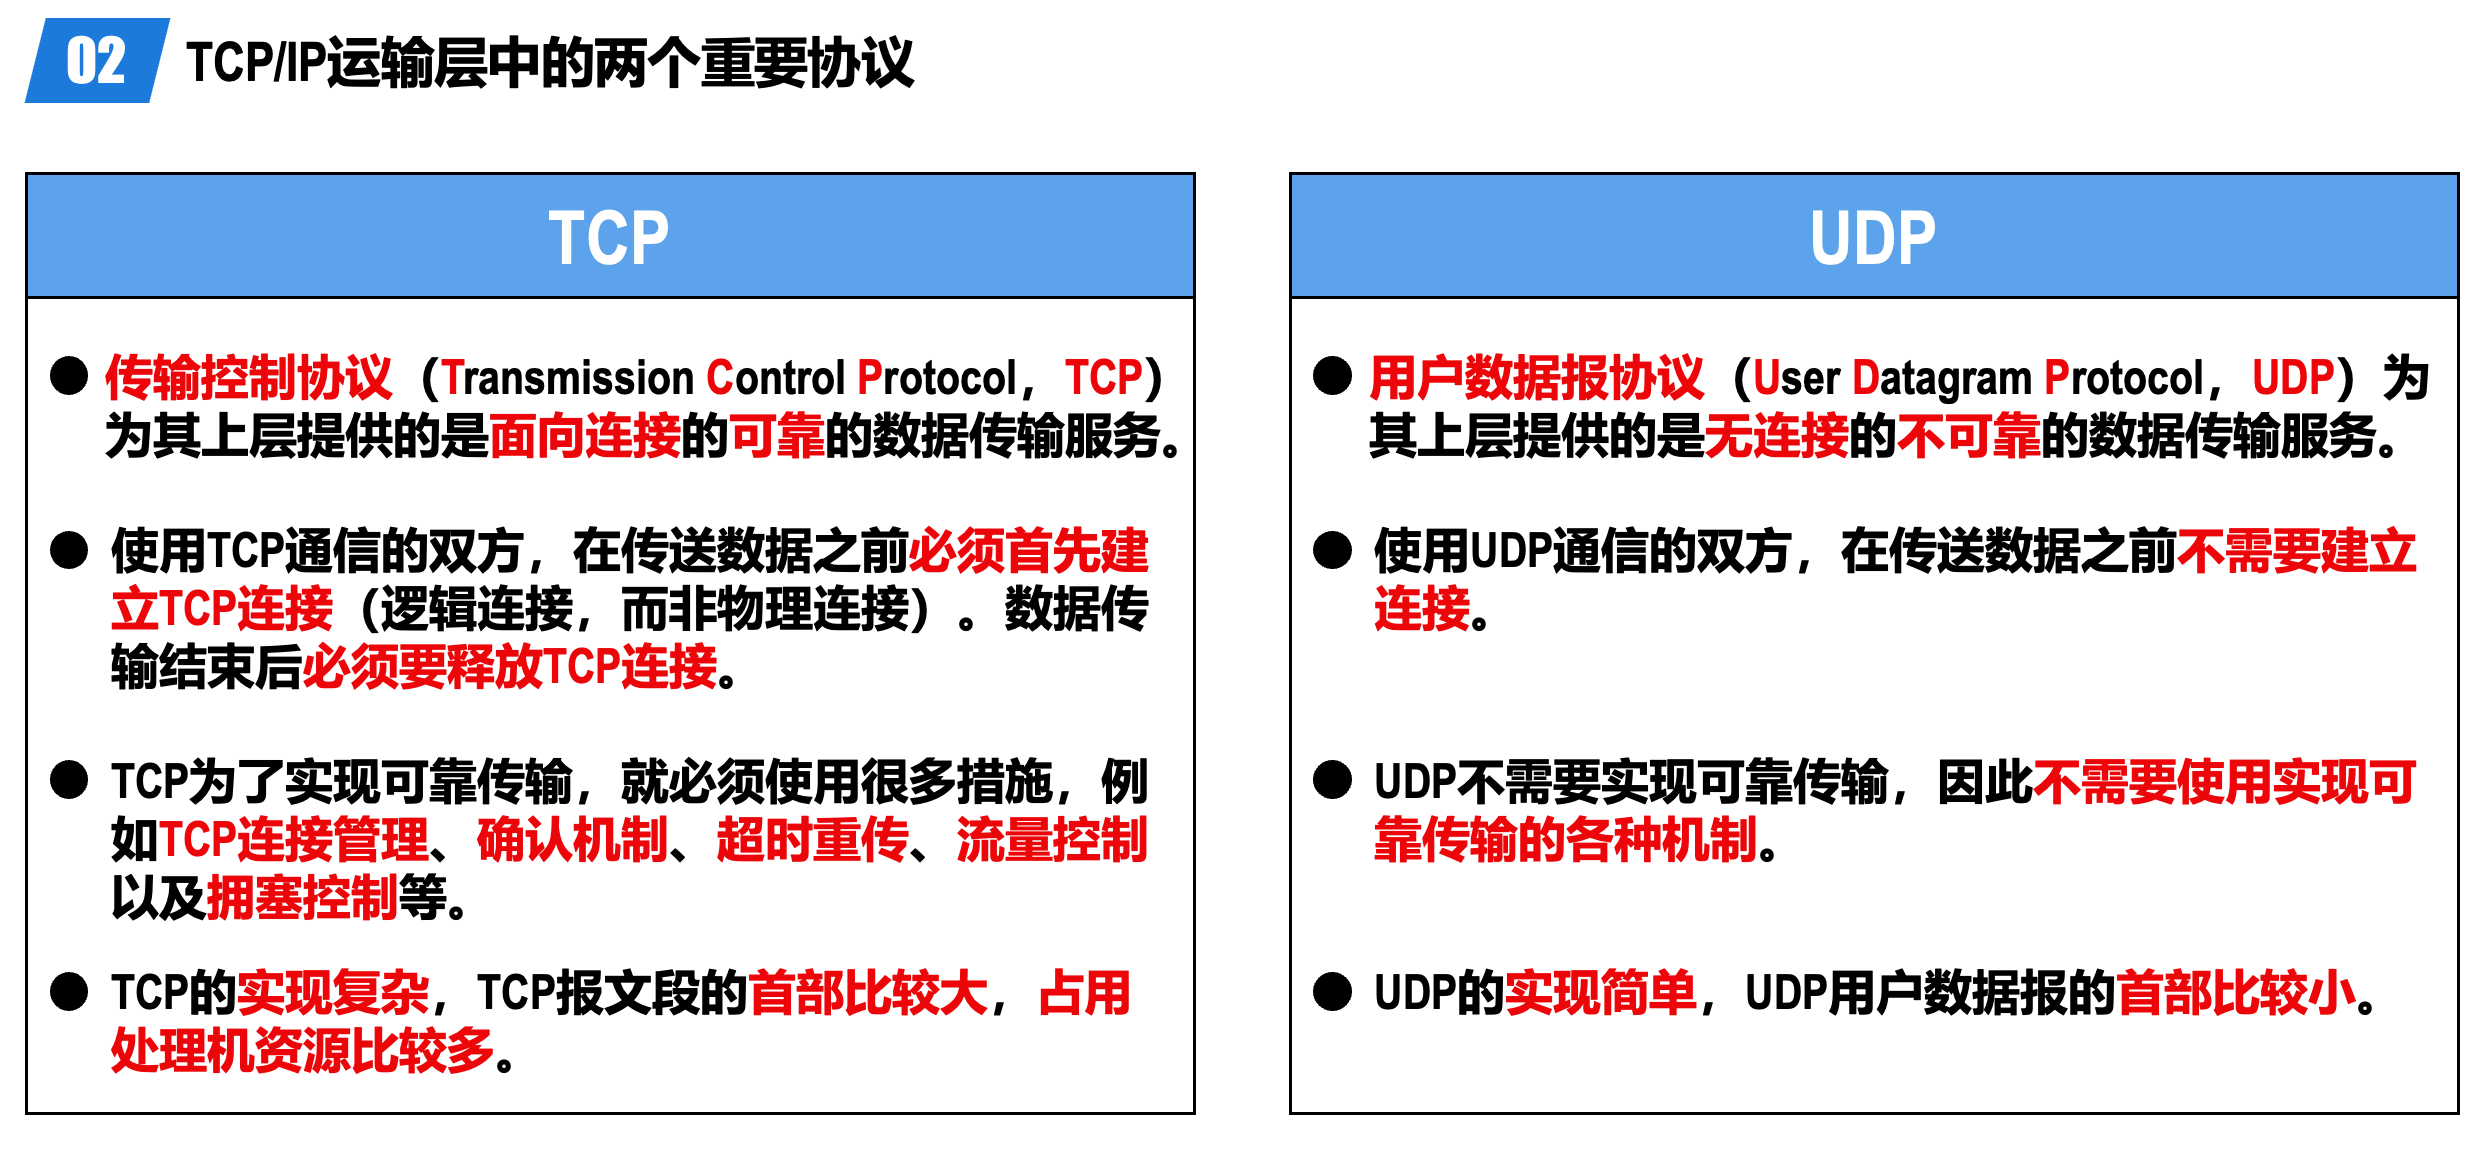 02 TCP/IP运输层中的两个重要协议
TCP
传输控制协议（Transmission Control Protocol，TCP）
为其上层提供的是面向连接的可靠的数据传输服务。
使用TCP通信的双方，在传送数据之前必须首先建
立TCP连接（逻辑连接，而非物理连接）。数据传
输结束后必须要释放TCP连接。
TCP为了实现可靠传输，就必须使用很多措施，例
如TCP连接管理、确认机制、超时重传、流量控制
以及拥塞控制等。
TCP的实现复杂，TCP报文段的首部比较大，占用
处理机资源比较多。
UDP
用户数据报协议（User Datagram Protocol，UDP）为
其上层提供的是无连接的不可靠的数据传输服务。
使用UDP通信的双方，在传送数据之前不需要建立
连接。
UDP不需要实现可靠传输，因此不需要使用实现可
靠传输的各种机制。
UDP的实现简单，UDP用户数据报的首部比较小。